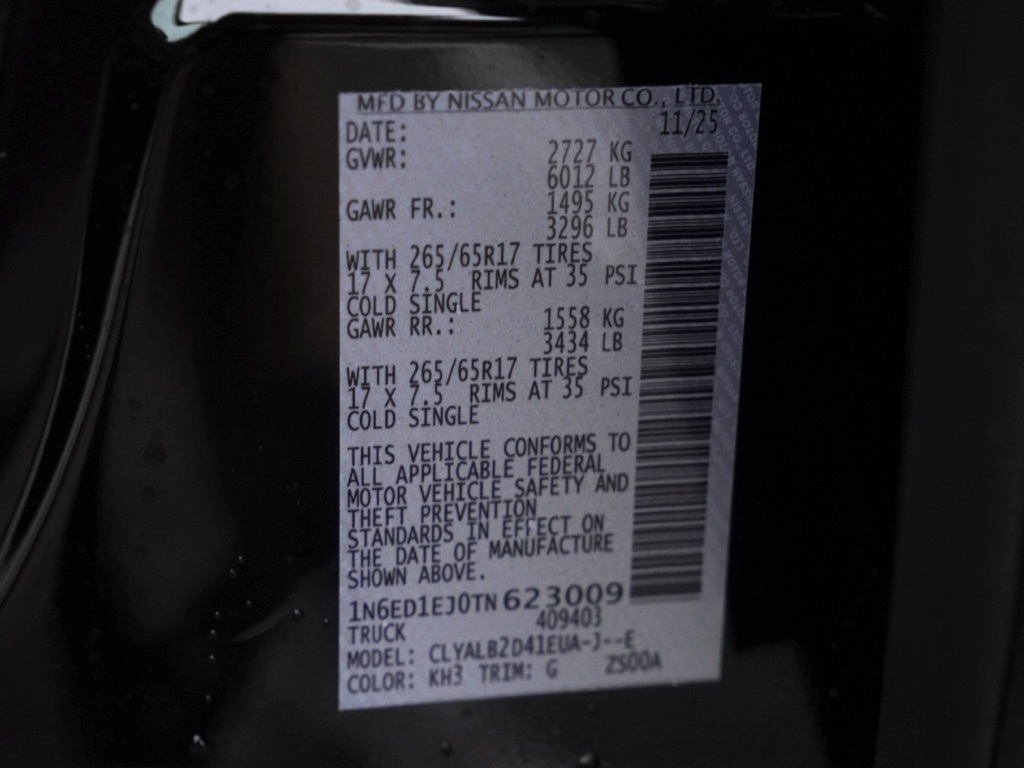 MFD BY NISSAN MOTOR CO., LTD.
DATE: 11/25
GVWR: 2727 KG
6012 LB
GAWR FR.: 1495 KG
3296 LB
WITH 265/65R17 TIRES
17 X 7.5 RIMS AT 35 PSI
COLD SINGLE
GAWR RR.: 1558 KG
3434 LB
WITH 265/65R17 TIRES
17 X 7.5 RIMS AT 35 PSI
COLD SINGLE
THIS VEHICLE CONFORMS TO
ALL APPLICABLE FEDERAL
MOTOR VEHICLE SAFETY AND
THEFT PREVENTION
STANDARDS IN EFFECT ON
THE DATE OF MANUFACTURE
SHOWN ABOVE.
1N6ED1EJ0TN623009
TRUCK 409403
MODEL: CLYALB2D41EUA-J--E
COLOR: KH3 TRIM: G ZS00A